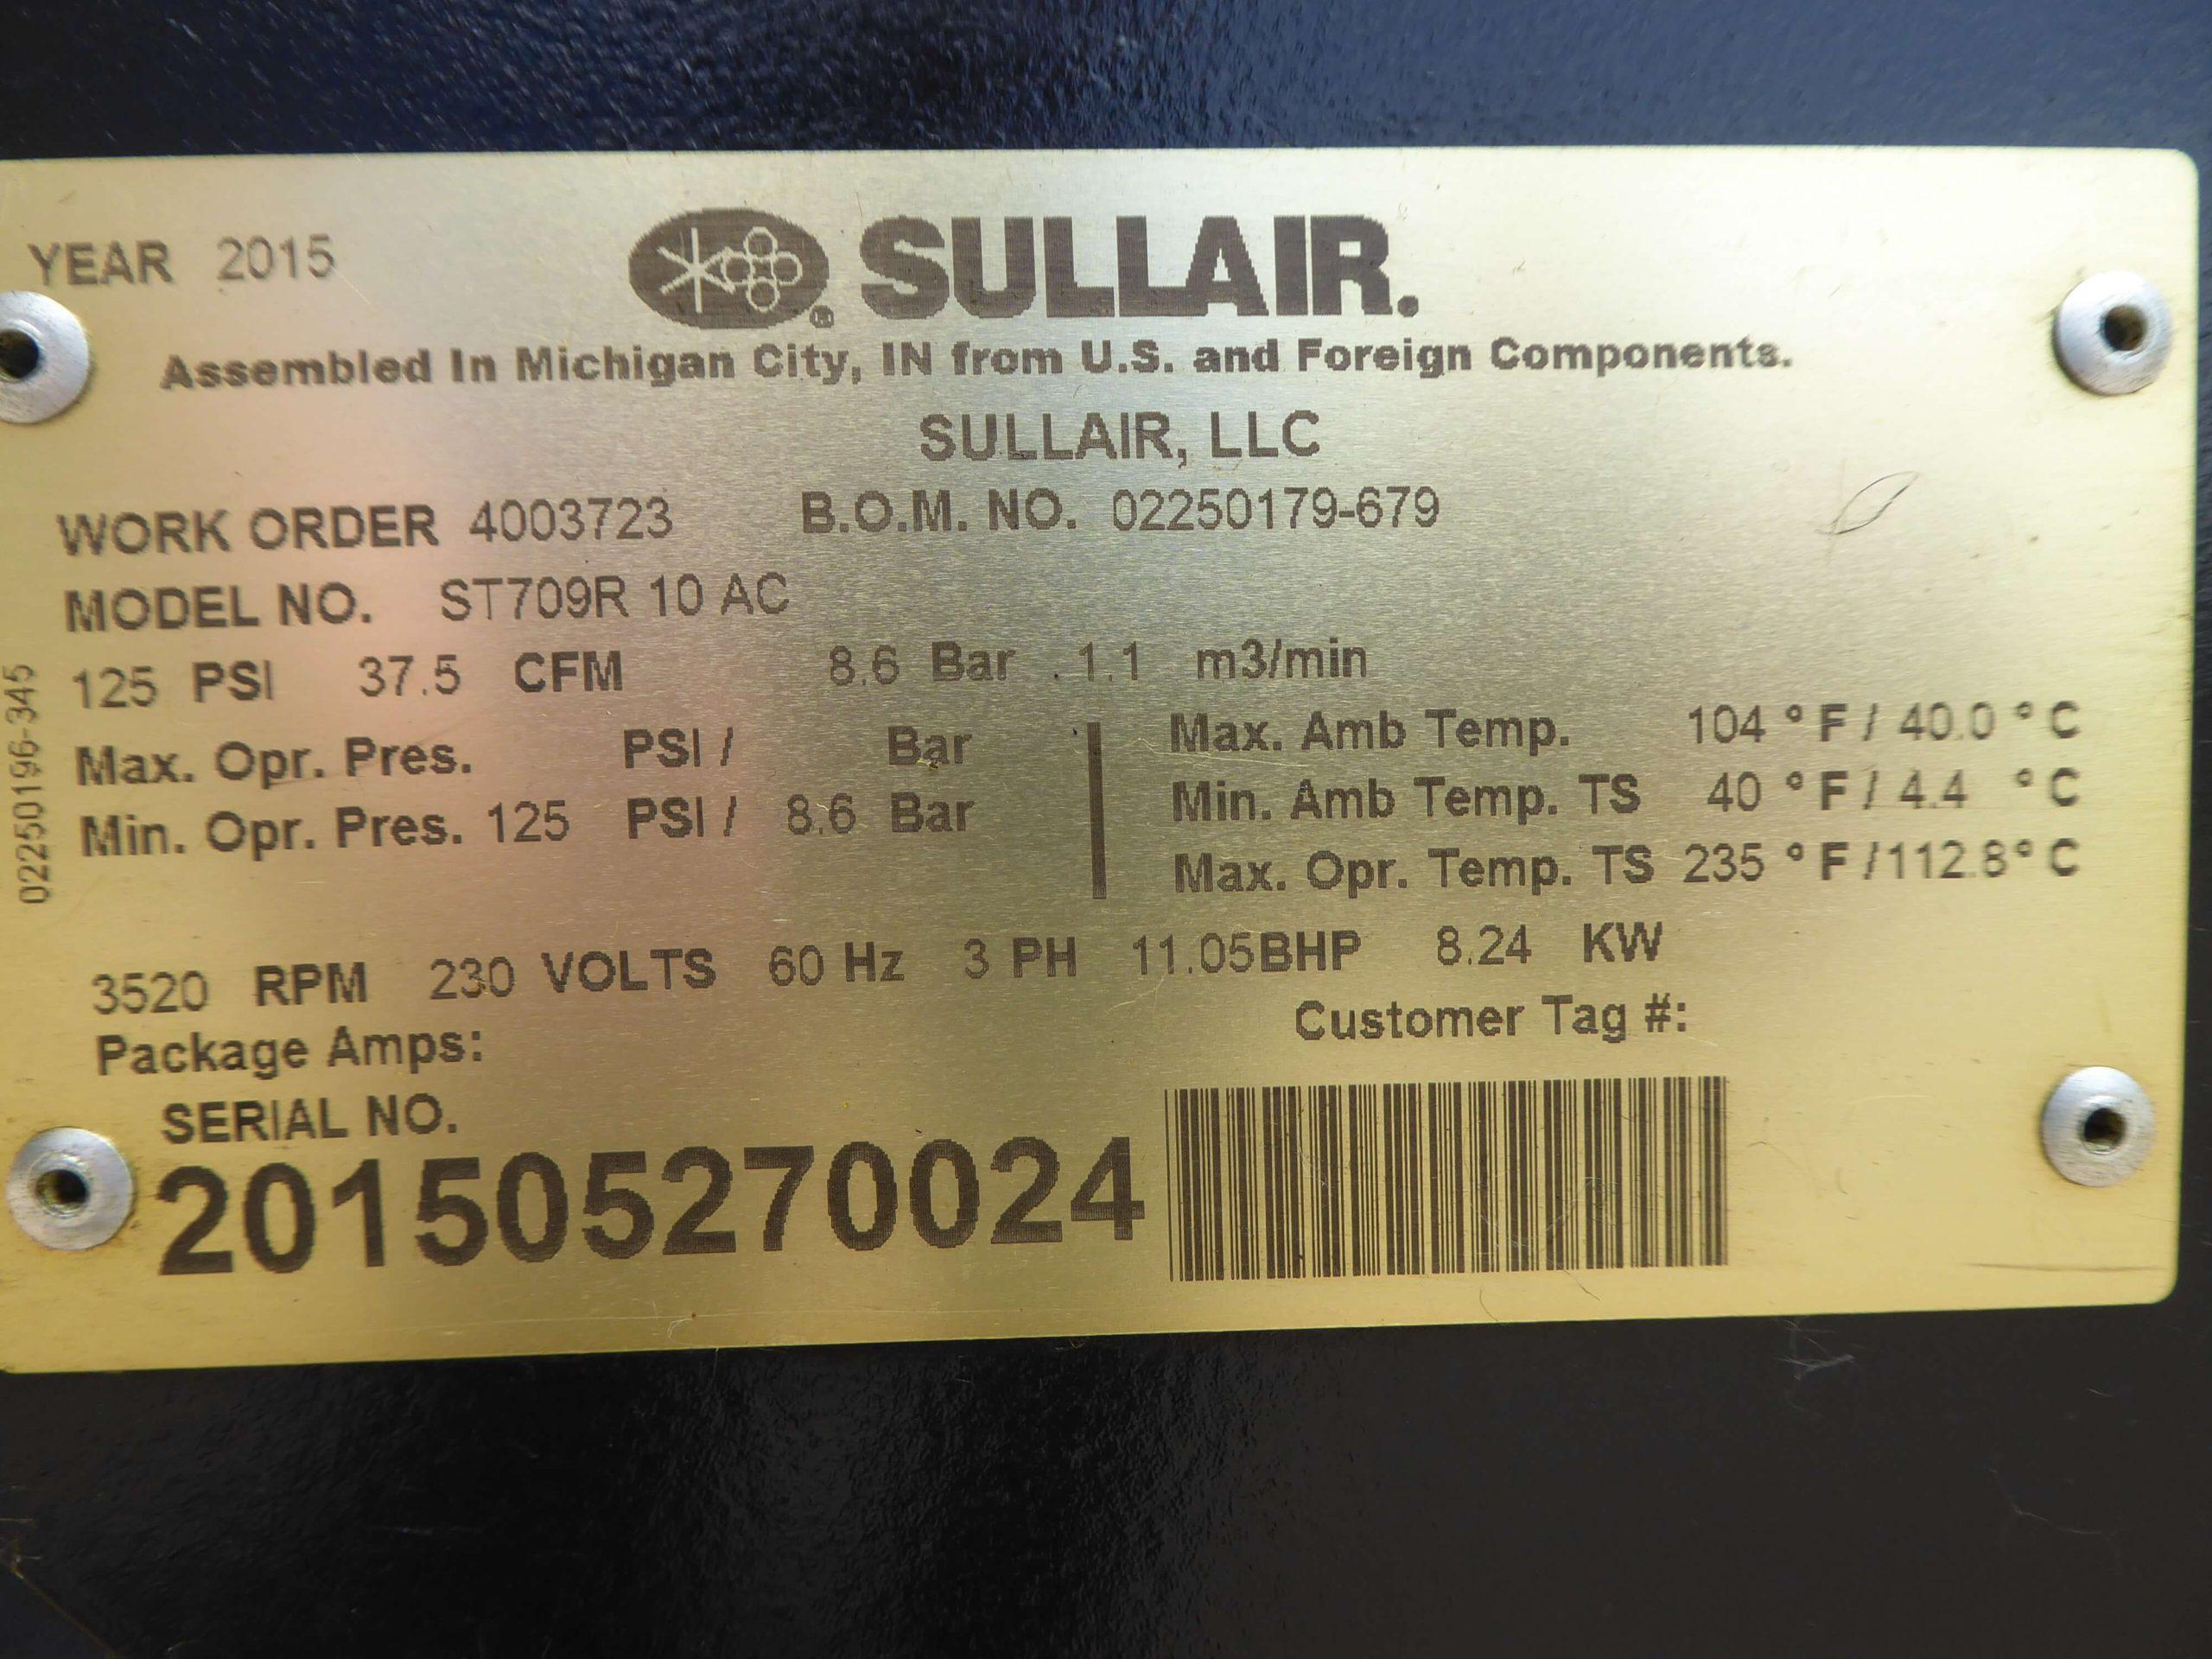 YEAR 2015
SULLAIR.
Assembled In Michigan City, IN from U.S. and Foreign Components.
SULLAIR, LLC
WORK ORDER 4003723 B.O.M. NO. 02250179-679
MODEL NO. ST709R 10 AC
125 PSI 37.5 CFM 8.6 Bar 1.1 m3/min
Max. Opr. Pres. PSI / Bar
Min. Opr. Pres. 125 PSI / 8.6 Bar
Max. Amb Temp. 104 °F / 40.0 °C
Min. Amb Temp. TS 40 °F / 4.4 °C
Max. Opr. Temp. TS 235 °F / 112.8°C
02250196-345
3520 RPM 230 VOLTS 60 Hz 3 PH 11.05BHP 8.24 KW
Package Amps:
Customer Tag #:
SERIAL NO.
201505270024